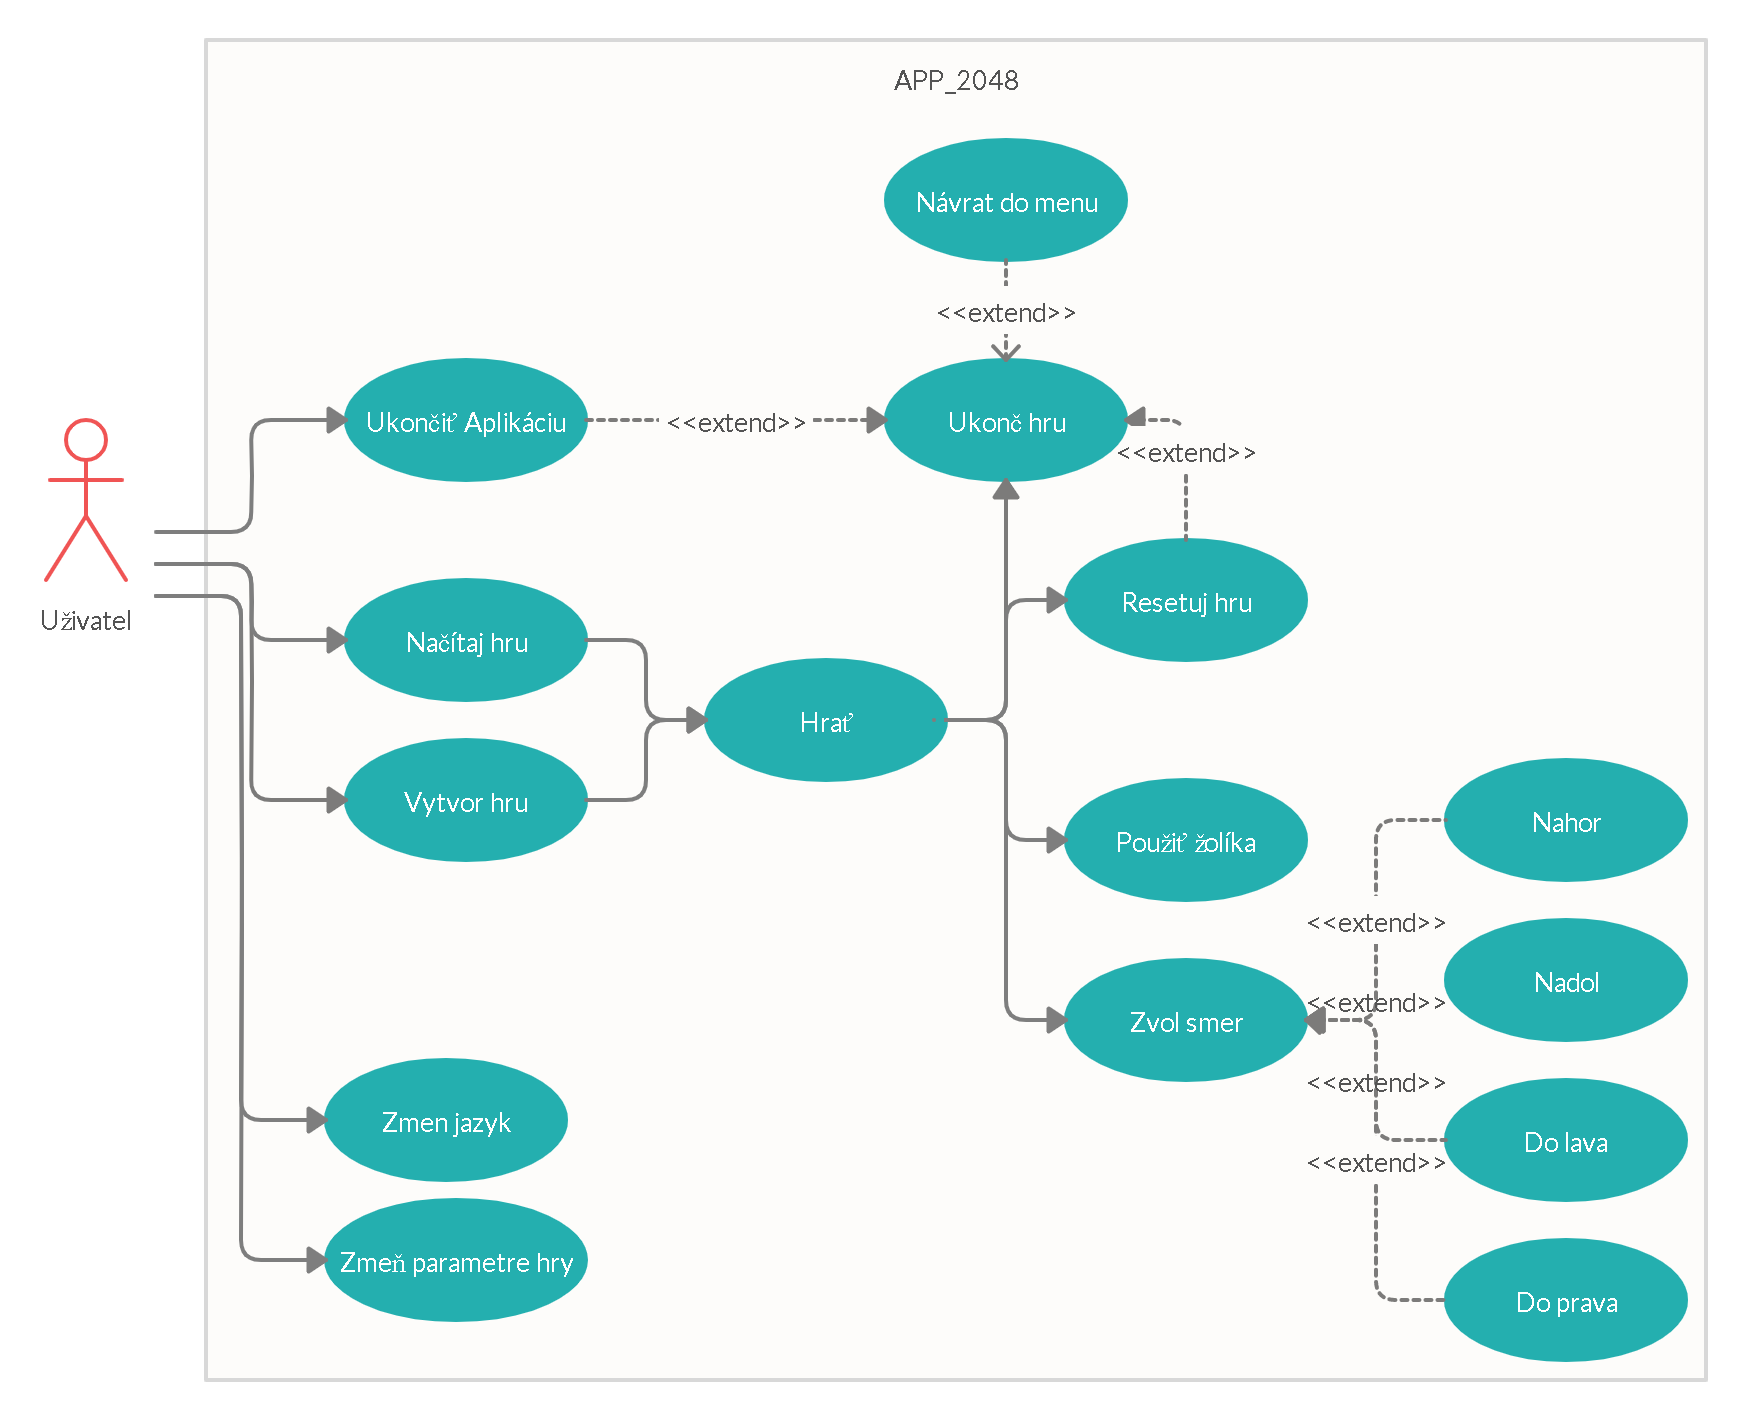 APP_2048
Návrat do menu
<<extend>>
Ukončiť Aplikáciu
<<extend>>
Ukonč hru
<<extend>>
Uživatel
Načítaj hru
Resetuj hru
Hrať
Vytvor hru
Použiť žolíka
Nahor
<<extend>>
Nadol
<<extend>>
Zvol smer
<<extend>>
Zmen jazyk
Do lava
<<extend>>
Zmeň parametre hry
Do prava